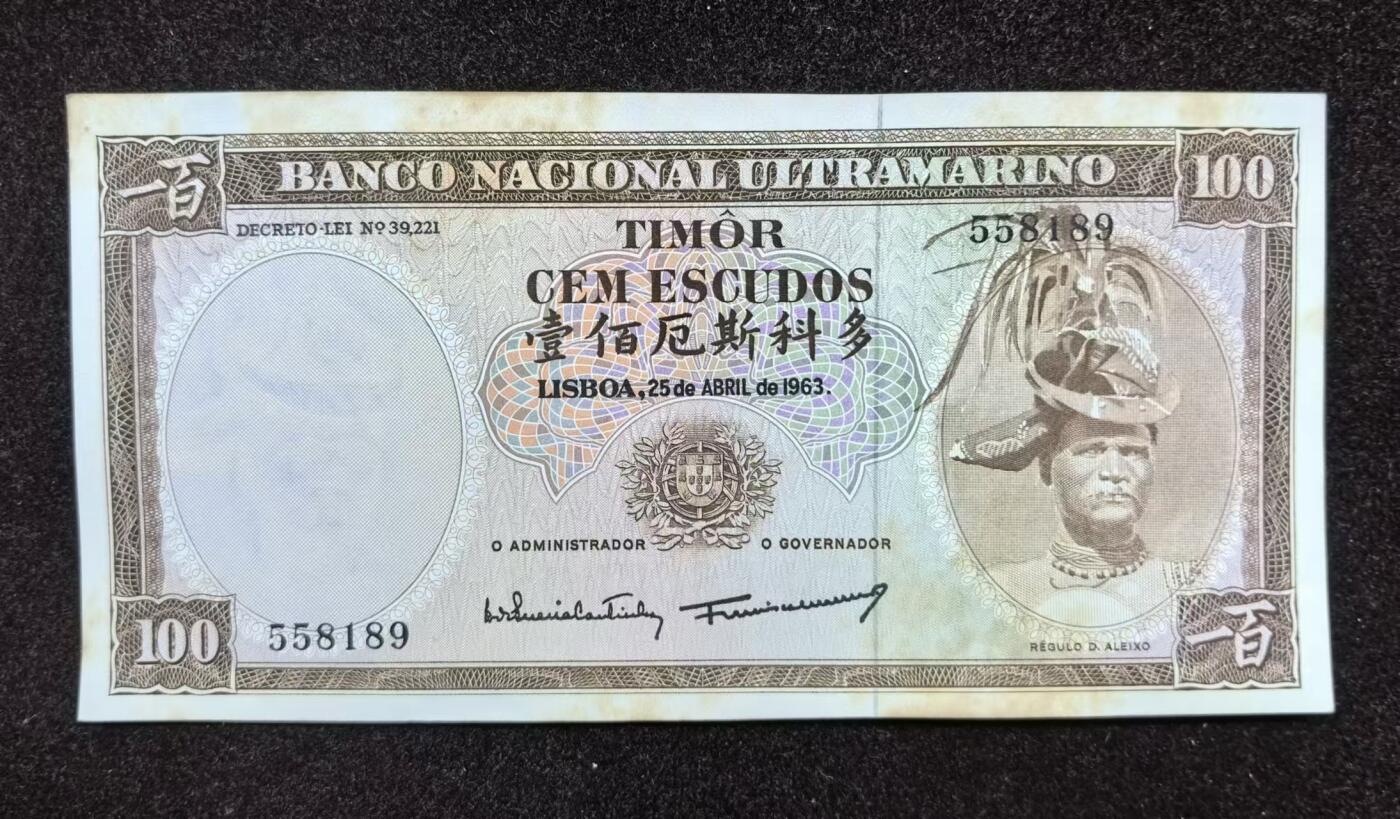 一百
BANCO NACIONAL ULTRAMARINO
100
DECRETO-LEI Nº 39,221
TIMÔR
558189
CEM ESCUDOS
壹佰厄斯科多
LISBOA, 25 de ABRIL de 1963.
O ADMINISTRADOR
O GOVERNADOR
100
558189
RÉGULO D. ALEIXO
一百